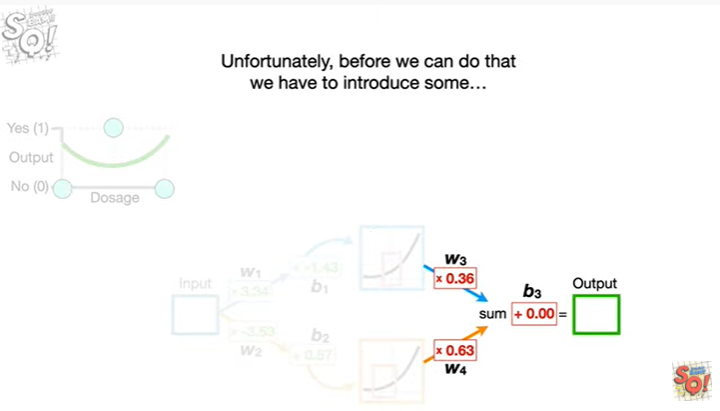 Unfortunately, before we can do that
we have to introduce some…
Yes (1)
Output
No (0)
Dosage
Input
W1
× 3.34
× -3.53
W2
+ -1.43
b1
b2
+ 0.57
W3
× 0.36
× 0.63
W4
sum
b3
+ 0.00
=
Output
SQ!
SQ!